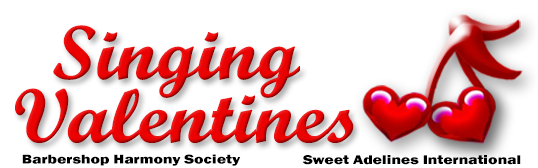 Singing
Valentines
Barbershop Harmony Society Sweet Adelines International